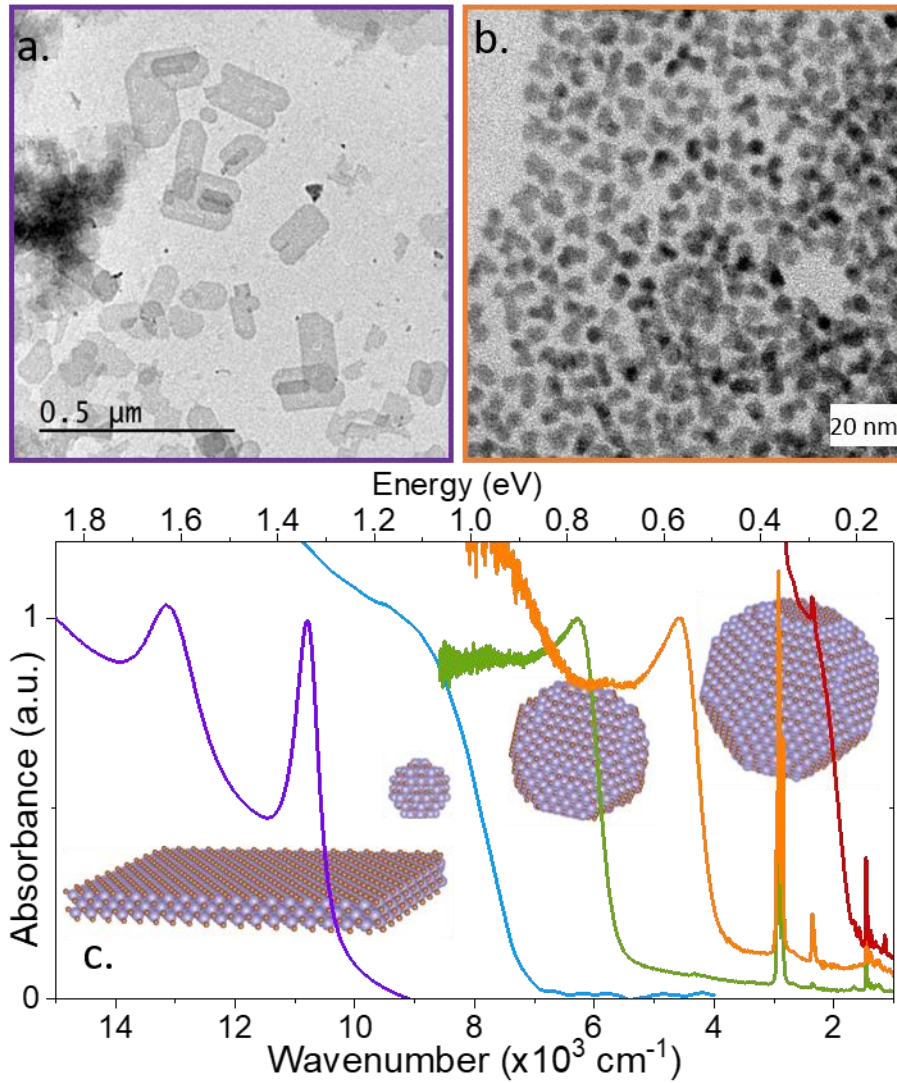 a.
b.
0.5 μm
20 nm
Energy (eV)
1.8 1.6 1.4 1.2 1.0 0.8 0.6 0.4 0.2
Absorbance (a.u.)
1
0
c.
14 12 10 8 6 4 2
Wavenumber (x10³ cm⁻¹)